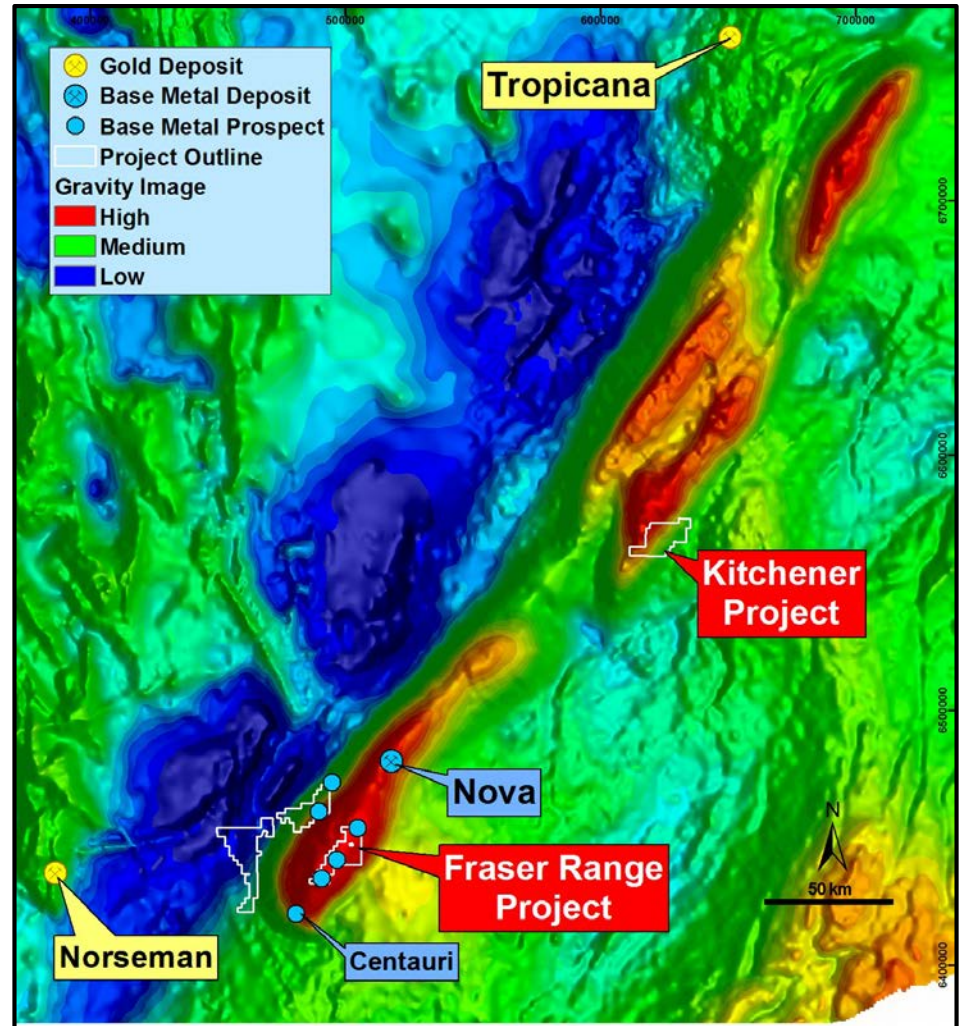 400000
500000
600000
700000
Gold Deposit
Base Metal Deposit
Base Metal Prospect
Project Outline
Gravity Image
High
Medium
Low
Tropicana
6700000
6600000
Kitchener
Project
6500000
Nova
Fraser Range
Project
N
50 km
Norseman
Centauri
6400000